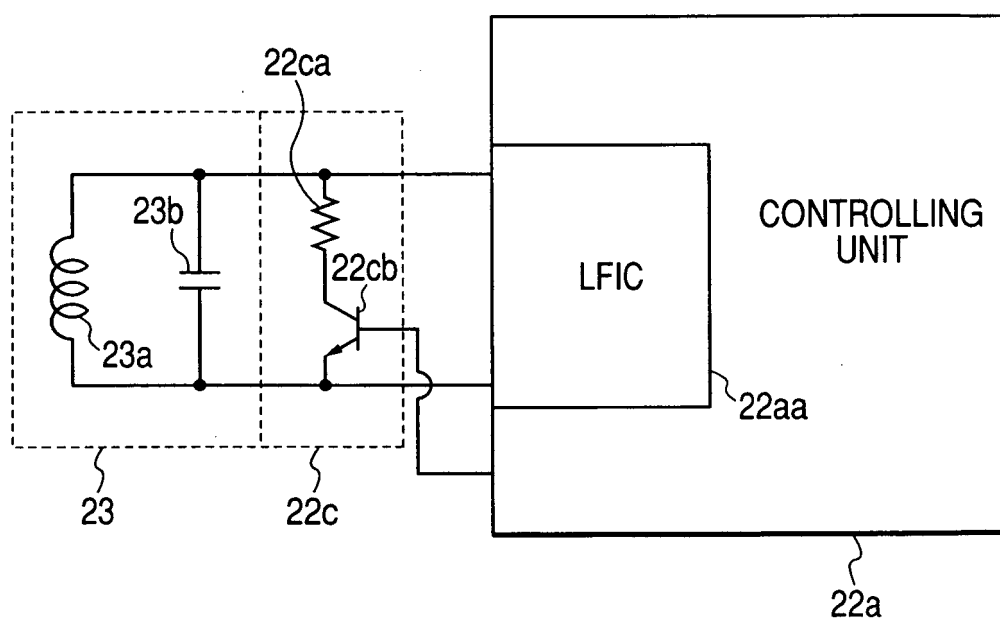 22ca
23b
22cb
23a
23
22c
LFIC
CONTROLLING
UNIT
22aa
22a